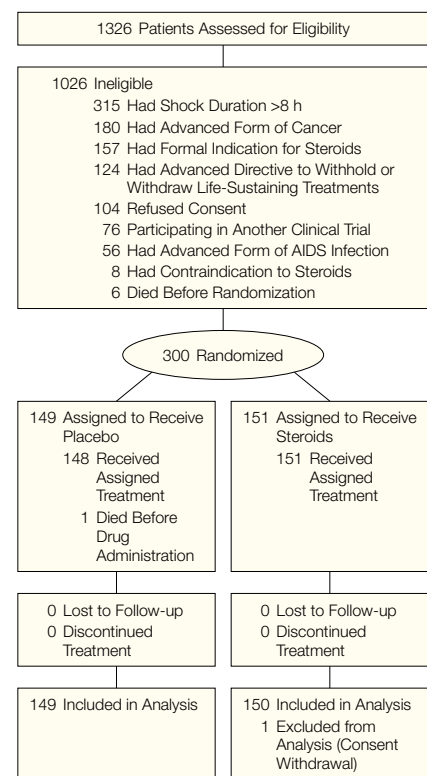 1326 Patients Assessed for Eligibility
1026 Ineligible
315 Had Shock Duration >8 h
180 Had Advanced Form of Cancer
157 Had Formal Indication for Steroids
124 Had Advanced Directive to Withhold or
Withdraw Life-Sustaining Treatments
104 Refused Consent
76 Participating in Another Clinical Trial
56 Had Advanced Form of AIDS Infection
8 Had Contraindication to Steroids
6 Died Before Randomization
300 Randomized
149 Assigned to Receive
Placebo
148 Received
Assigned
Treatment
1 Died Before
Drug
Administration
151 Assigned to Receive
Steroids
151 Received
Assigned
Treatment
0 Lost to Follow-up
0 Discontinued
Treatment
0 Lost to Follow-up
0 Discontinued
Treatment
149 Included in Analysis
150 Included in Analysis
1 Excluded from
Analysis (Consent
Withdrawal)